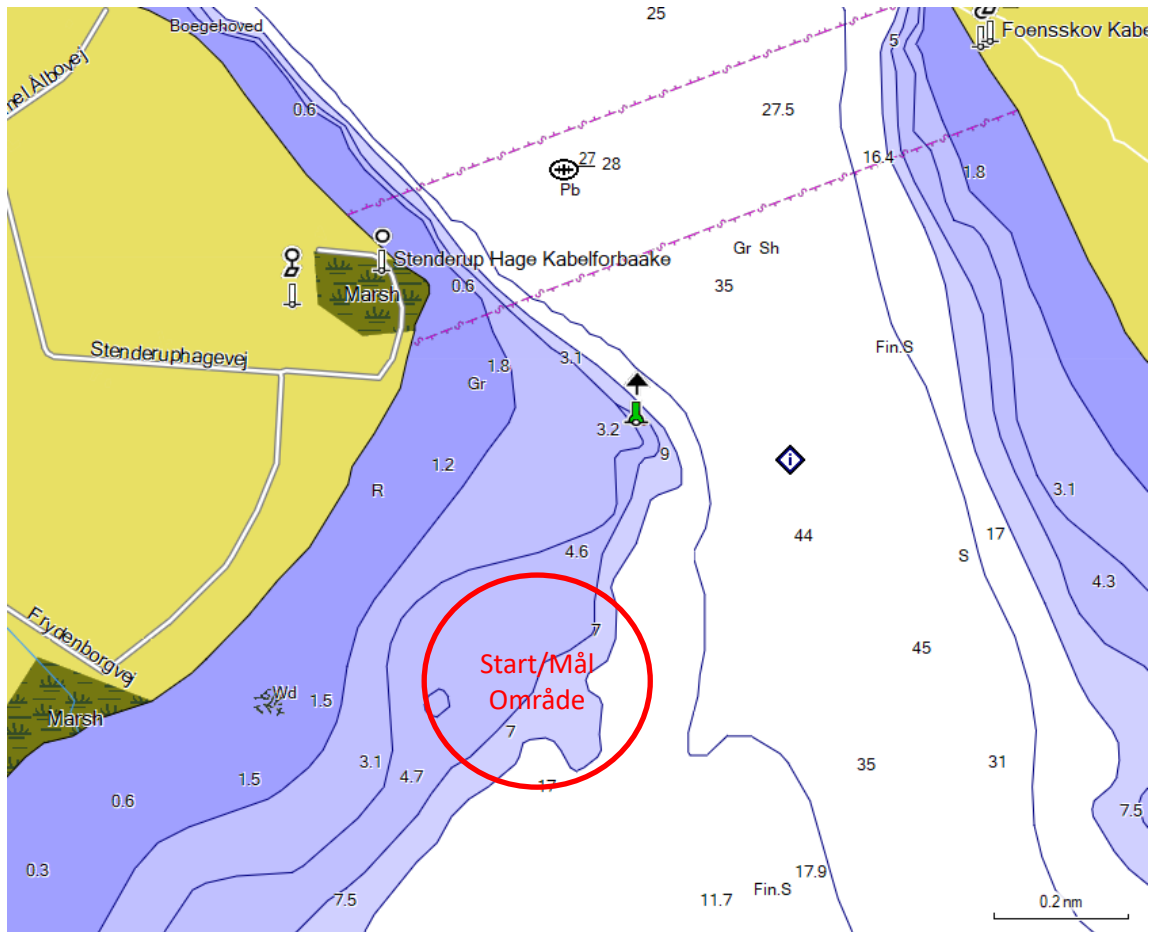 25
Boegehoved
Foensskov Kabe
5
nel Ålbovej
0.6
27.5
27 28
Pb
16.4
1.8
Gr Sh
Stenderup Hage Kabelforbaake
0.6
35
Marsh
Stenderuphagevej
3.1
Fin.S
1.8
Gr
3.2
9
1.2
R
3.1
44
17
4.6
S
4.3
7
Frydenborgvej
45
Start/Mål
Område
Wd
1.5
Marsh
7
3.1
4.7
35
31
1.5
17
0.6
7.5
0.3
17.9
Fin.S
7.5
11.7
0.2 nm